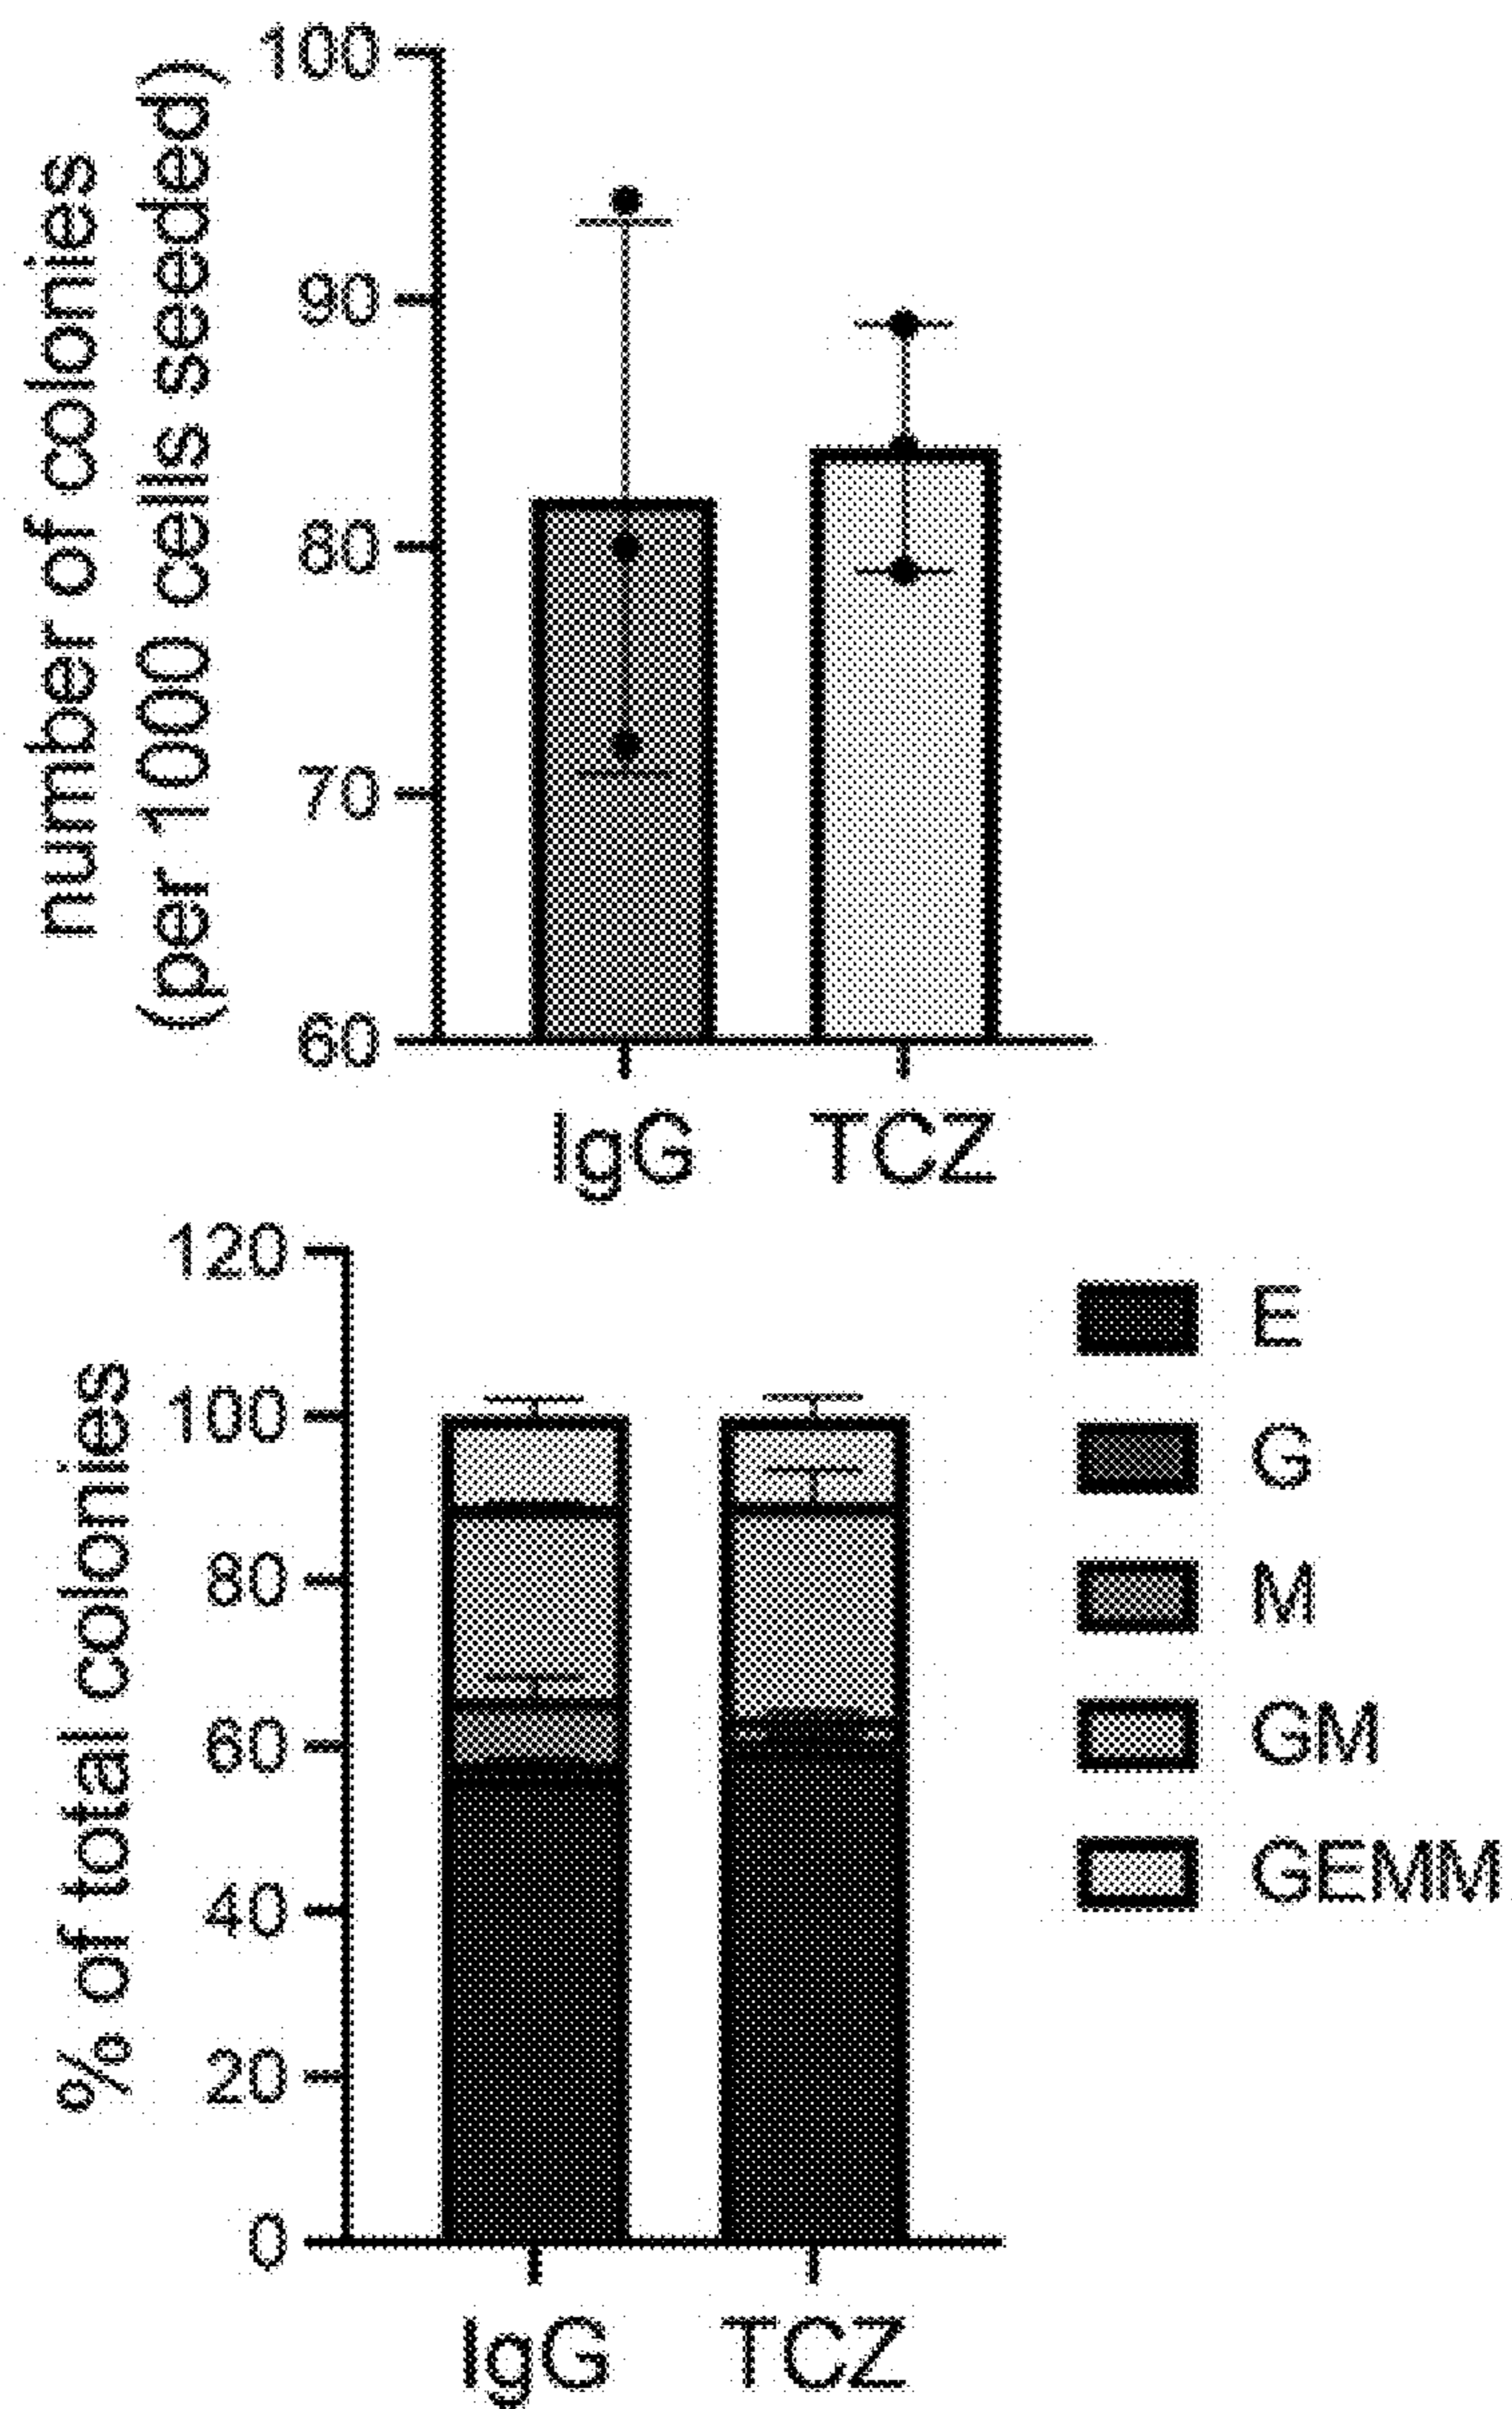 number of colonies
(per 1000 cells seeded)
100
90
80
70
60
IgG TCZ
% of total colonies
120
100
80
60
40
20
0
IgG TCZ
E
G
M
GM
GEMM